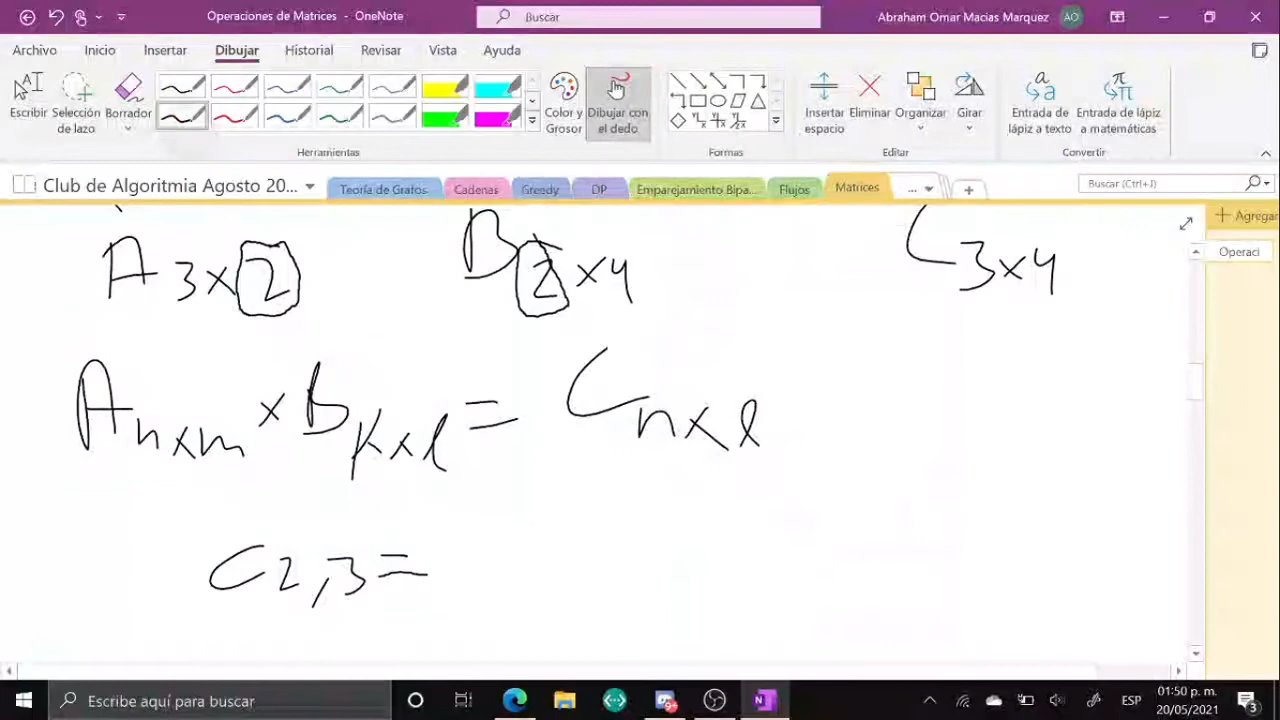 Operaciones de Matrices - OneNote
Buscar
Abraham Omar Macias Marquez AO
Archivo Inicio Insertar Dibujar Historial Revisar Vista Ayuda
Escribir Selección de lazo Borrador Color y Grosor Dibujar con el dedo Insertar espacio Eliminar Organizar Girar Entrada de lápiz a texto Entrada de lápiz a matemáticas
Herramientas Formas Editar Convertir
Club de Algoritmia Agosto 20... Teoría de Grafos Cadenas Greedy DP Emparejamiento Bipa... Flujos Matrices ... + Buscar (Ctrl+J)
+ Agregar
Operaci
A 3x2 B 2x4 C 3x4
A nxm x B kxl = C nxl
C2,3=
Escribe aquí para buscar
ESP
01:50 p. m.
20/05/2021
3